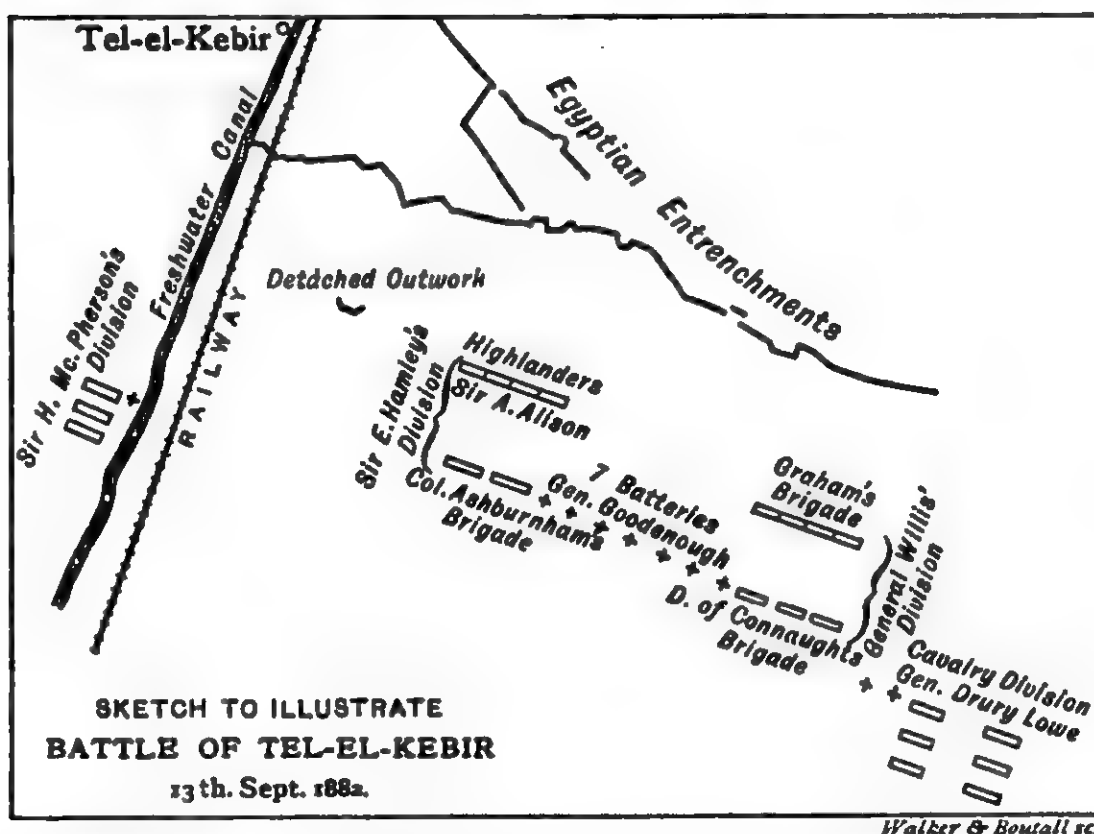 Tel-el-Kebir
Freshwater Canal
RAILWAY
Egyptian
Entrenchments
Detached Outwork
Sir H. Mc. Pherson's
Division
Sir E. Hamley's
Division
Highlanders
Sir A. Alison
Col. Ashburnham's
Brigade
7 Batteries
Gen. Goodenough
Graham's
Brigade
D. of Connaughts
Brigade
General Willis'
Division
Cavalry Division
Gen. Drury Lowe
SKETCH TO ILLUSTRATE
BATTLE OF TEL-EL-KEBIR
13th. Sept. 1882.
Walker & Boutall sc